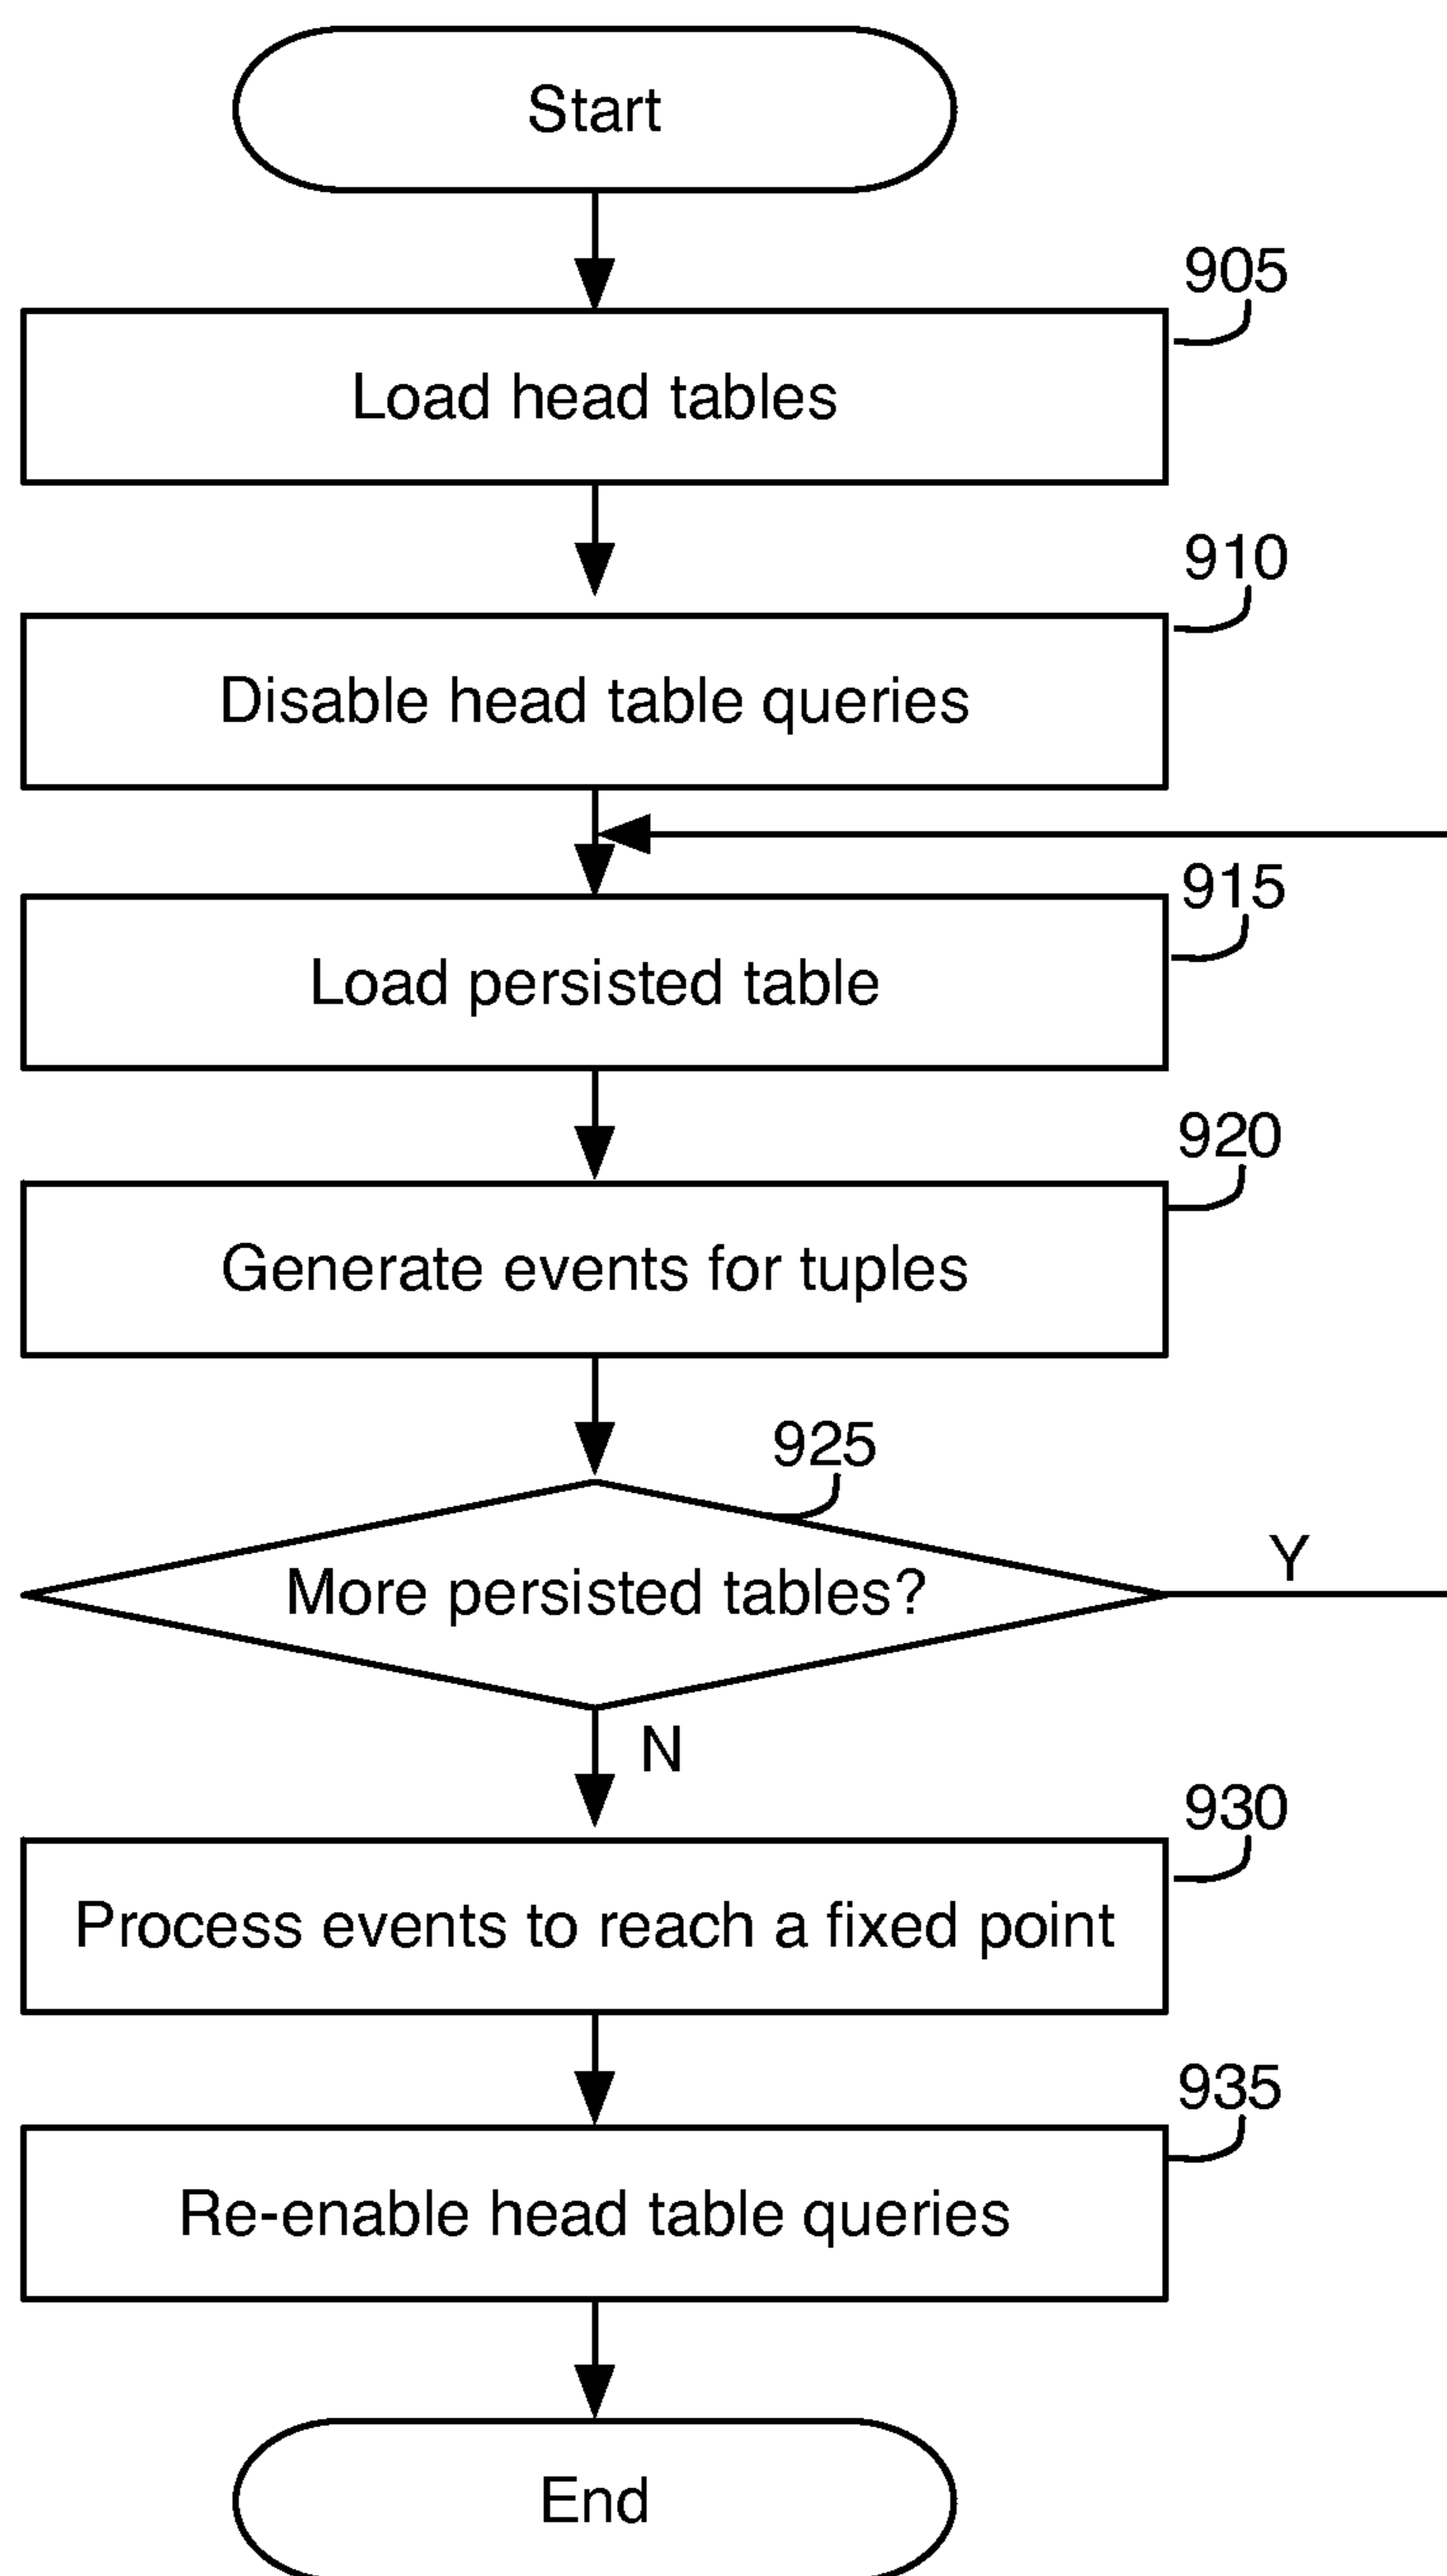 Start
905
Load head tables
910
Disable head table queries
915
Load persisted table
920
Generate events for tuples
925
More persisted tables?
Y
N
930
Process events to reach a fixed point
935
Re-enable head table queries
End